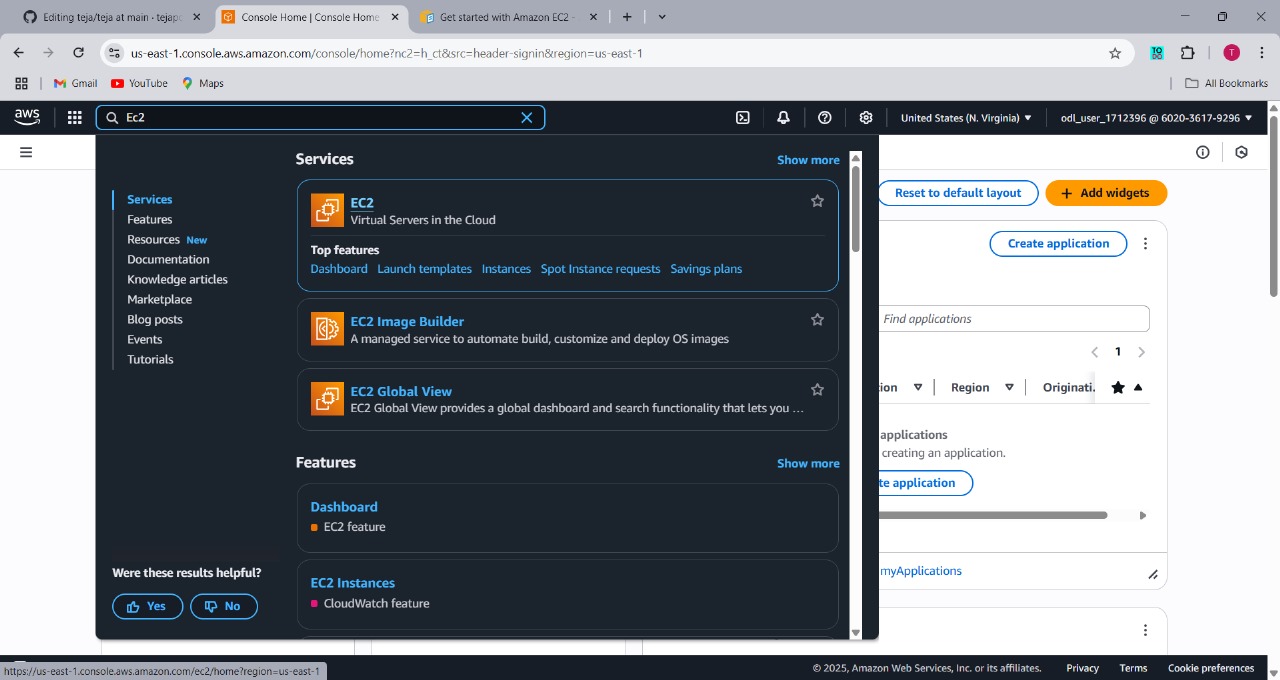 Editing teja/teja at main · tejapo
Console Home | Console Home
Get started with Amazon EC2 -
us-east-1.console.aws.amazon.com/console/home?nc2=h_ct&src=header-signin&region=us-east-1
TO
DO
T
Gmail
YouTube
Maps
All Bookmarks
aws
Ec2
United States (N. Virginia)
odl_user_1712396 @ 6020-3617-9296
Services
Show more
Services
Features
Resources New
Documentation
Knowledge articles
Marketplace
Blog posts
Events
Tutorials
EC2
Virtual Servers in the Cloud
Top features
Dashboard Launch templates Instances Spot Instance requests Savings plans
EC2 Image Builder
A managed service to automate build, customize and deploy OS images
EC2 Global View
EC2 Global View provides a global dashboard and search functionality that lets you ...
Features
Show more
Dashboard
EC2 feature
EC2 Instances
CloudWatch feature
Were these results helpful?
Yes
No
Reset to default layout
Add widgets
Create application
Find applications
1
ion
Region
Originati.
applications
creating an application.
te application
myApplications
https://us-east-1.console.aws.amazon.com/ec2/home?region=us-east-1
© 2025, Amazon Web Services, Inc. or its affiliates.
Privacy
Terms
Cookie preferences